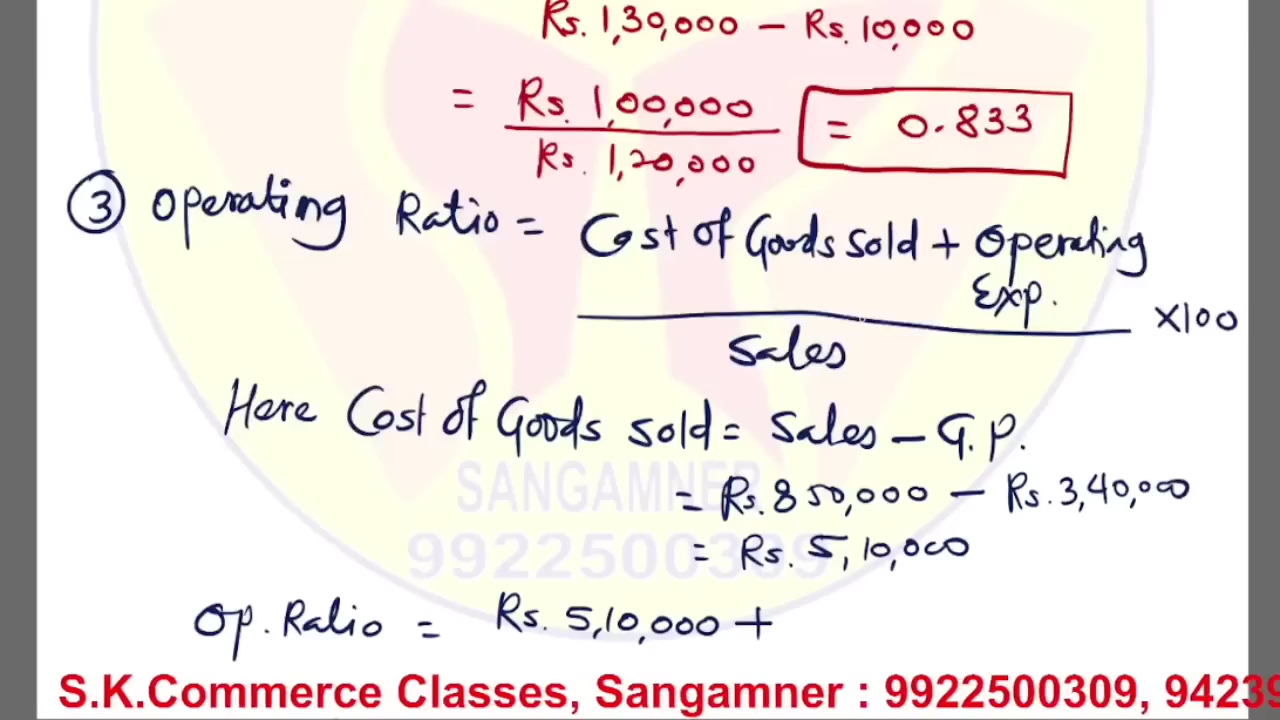 Rs. 1,30,000 – Rs. 10,000
= Rs. 1,00,000 = 0.833
Rs. 1,20,000
③ Operating Ratio = Cost of Goods Sold + Operating
Exp.
×100
Sales
Here Cost of Goods Sold = Sales – G.P.
SANGAMNER
= Rs. 850,000 – Rs. 3,40,000
= Rs. 5,10,000
9922500309
Op. Ratio = Rs. 5,10,000 +
S.K.Commerce Classes, Sangamner : 9922500309, 94239